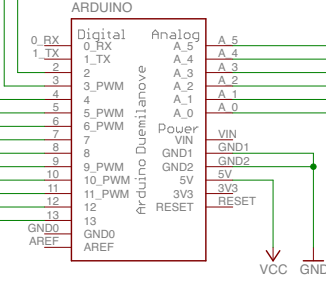 ARDUINO
Digital Analog
0_RX 0_RX A_5 A_5
1_TX 1_TX A_4 A_4
2 2 A_3 A_3
3 3_PWM A_2 A_2
4 4 A_1 A_1
5 5_PWM A_0 A_0
6 6_PWM Power
7 7 VIN VIN
8 8 GND1 GND1
9 9_PWM GND2 GND2
10 10_PWM 5V 5V
11 11_PWM 3V3 3V3
12 12 RESET RESET
13 13
GND0 GND0
AREF AREF
Arduino Duemilanove
VCC GND